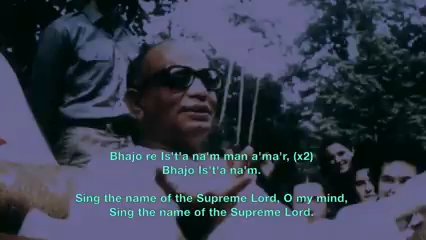 Bhajo re Is't'a na'm man a'ma'r, (x2)
Bhajo Is't'a na'm.
Sing the name of the Supreme Lord, O my mind,
Sing the name of the Supreme Lord.